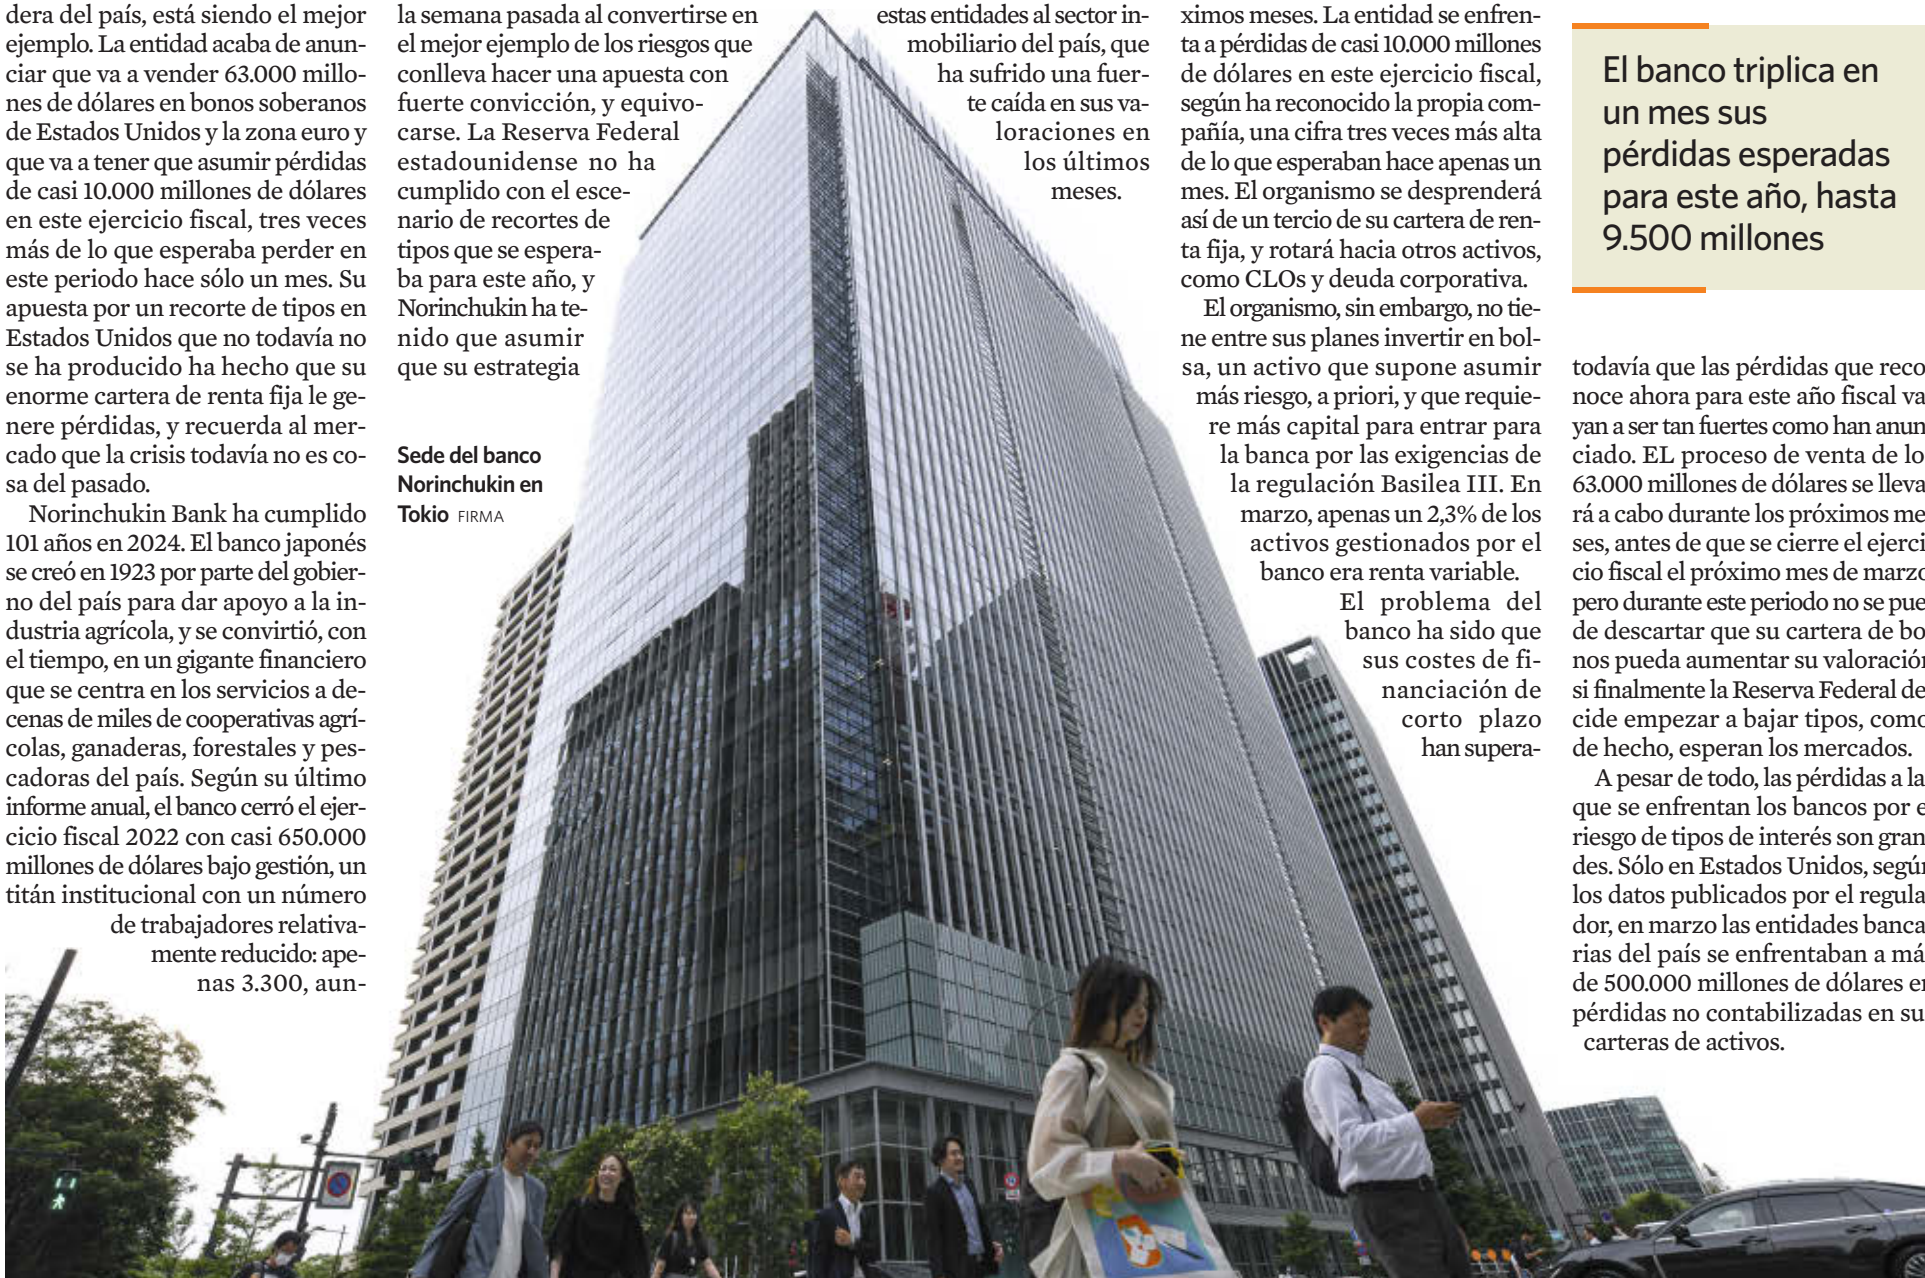 dera del país, está siendo el mejor
ejemplo. La entidad acaba de anun-
ciar que va a vender 63.000 millo-
nes de dólares en bonos soberanos
de Estados Unidos y la zona euro y
que va a tener que asumir pérdidas
de casi 10.000 millones de dólares
en este ejercicio fiscal, tres veces
más de lo que esperaba perder en
este periodo hace sólo un mes. Su
apuesta por un recorte de tipos en
Estados Unidos que no todavía no
se ha producido ha hecho que su
enorme cartera de renta fija le ge-
nere pérdidas, y recuerda al mer-
cado que la crisis todavía no es co-
sa del pasado.
Norinchukin Bank ha cumplido
101 años en 2024. El banco japonés
se creó en 1923 por parte del gobier-
no del país para dar apoyo a la in-
dustria agrícola, y se convirtió, con
el tiempo, en un gigante financiero
que se centra en los servicios a de-
cenas de miles de cooperativas agrí-
colas, ganaderas, forestales y pes-
cadoras del país. Según su último
informe anual, el banco cerró el ejer-
cicio fiscal 2022 con casi 650.000
millones de dólares bajo gestión, un
titán institucional con un número
de trabajadores relativa-
mente reducido: ape-
nas 3.300, aun-
la semana pasada al convertirse en
el mejor ejemplo de los riesgos que
conlleva hacer una apuesta con
fuerte convicción, y equivo-
carse. La Reserva Federal
estadounidense no ha
cumplido con el esce-
nario de recortes de
tipos que se espera-
ba para este año, y
Norinchukin ha te-
nido que asumir
que su estrategia
Sede del banco
Norinchukin en
Tokio FIRMA
estas entidades al sector in-
mobiliario del país, que
ha sufrido una fuer-
te caída en sus va-
loraciones en
los últimos
meses.
ximos meses. La entidad se enfren-
ta a pérdidas de casi 10.000 millones
de dólares en este ejercicio fiscal,
según ha reconocido la propia com-
pañía, una cifra tres veces más alta
de lo que esperaban hace apenas un
mes. El organismo se desprenderá
así de un tercio de su cartera de ren-
ta fija, y rotará hacia otros activos,
como CLOs y deuda corporativa.
El organismo, sin embargo, no tie-
ne entre sus planes invertir en bol-
sa, un activo que supone asumir
más riesgo, a priori, y que requie-
re más capital para entrar para
la banca por las exigencias de
la regulación Basilea III. En
marzo, apenas un 2,3% de los
activos gestionados por el
banco era renta variable.
El problema del
banco ha sido que
sus costes de fi-
nanciación de
corto plazo
han supera-
El banco triplica en
un mes sus
pérdidas esperadas
para este año, hasta
9.500 millones
todavía que las pérdidas que reco
noce ahora para este año fiscal va
yan a ser tan fuertes como han anun
ciado. EL proceso de venta de lo
63.000 millones de dólares se lleva
rá a cabo durante los próximos me
ses, antes de que se cierre el ejerci
cio fiscal el próximo mes de marzo
pero durante este periodo no se pue
de descartar que su cartera de bo
nos pueda aumentar su valoración
si finalmente la Reserva Federal de
cide empezar a bajar tipos, como
de hecho, esperan los mercados.
A pesar de todo, las pérdidas a la
que se enfrentan los bancos por e
riesgo de tipos de interés son gran
des. Sólo en Estados Unidos, según
los datos publicados por el regula
dor, en marzo las entidades banca
rias del país se enfrentaban a má
de 500.000 millones de dólares en
pérdidas no contabilizadas en su
carteras de activos.